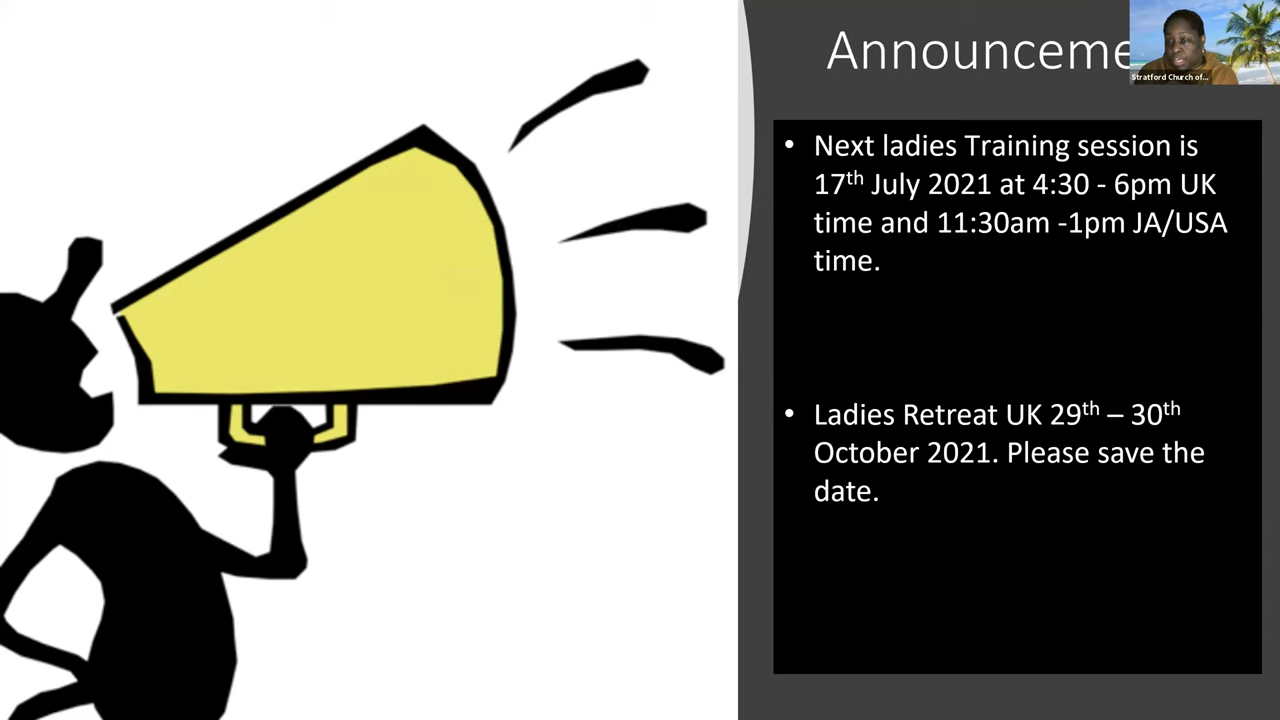 Announceme
Stratford Church of...
• Next ladies Training session is
17th July 2021 at 4:30 - 6pm UK
time and 11:30am -1pm JA/USA
time.
• Ladies Retreat UK 29th – 30th
October 2021. Please save the
date.